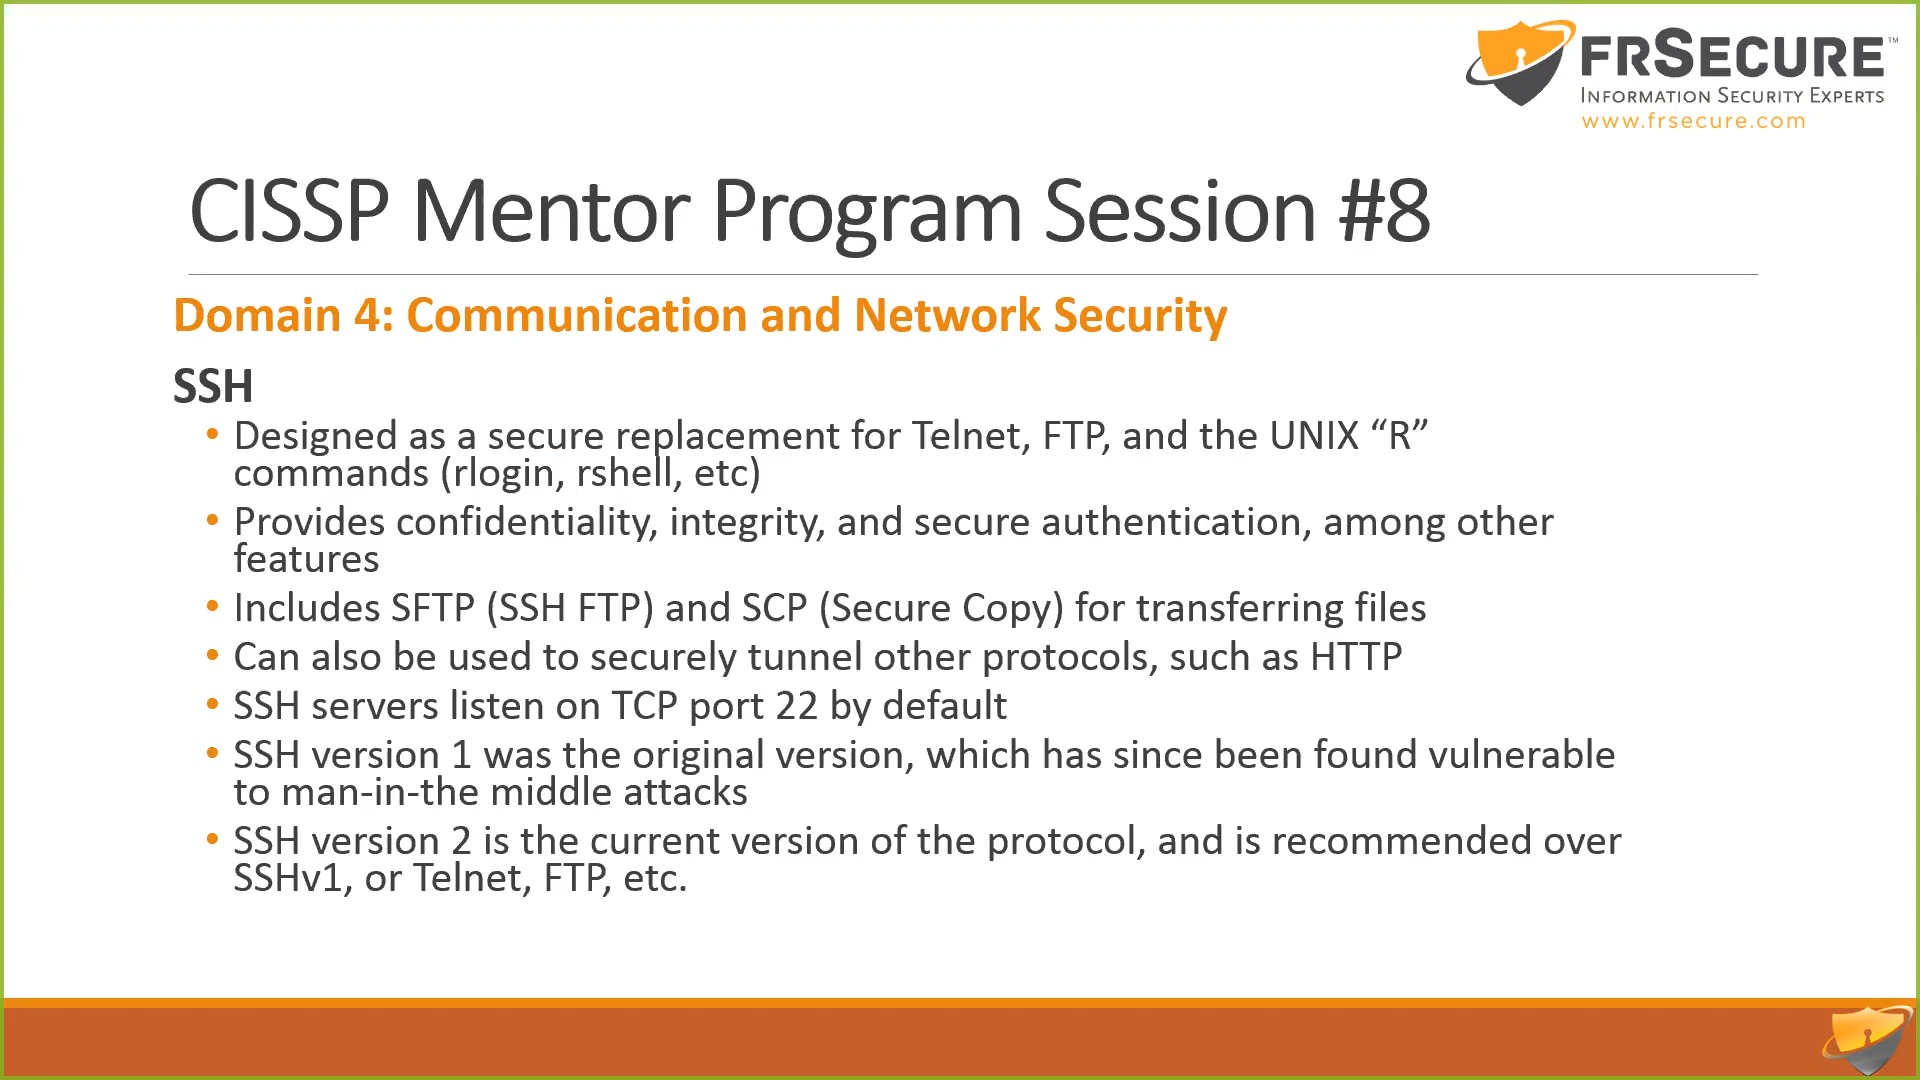 FRSECURE™
INFORMATION SECURITY EXPERTS
www.frsecure.com
CISSP Mentor Program Session #8
Domain 4: Communication and Network Security
SSH
• Designed as a secure replacement for Telnet, FTP, and the UNIX “R”
commands (rlogin, rshell, etc)
• Provides confidentiality, integrity, and secure authentication, among other
features
• Includes SFTP (SSH FTP) and SCP (Secure Copy) for transferring files
• Can also be used to securely tunnel other protocols, such as HTTP
• SSH servers listen on TCP port 22 by default
• SSH version 1 was the original version, which has since been found vulnerable
to man-in-the middle attacks
• SSH version 2 is the current version of the protocol, and is recommended over
SSHv1, or Telnet, FTP, etc.